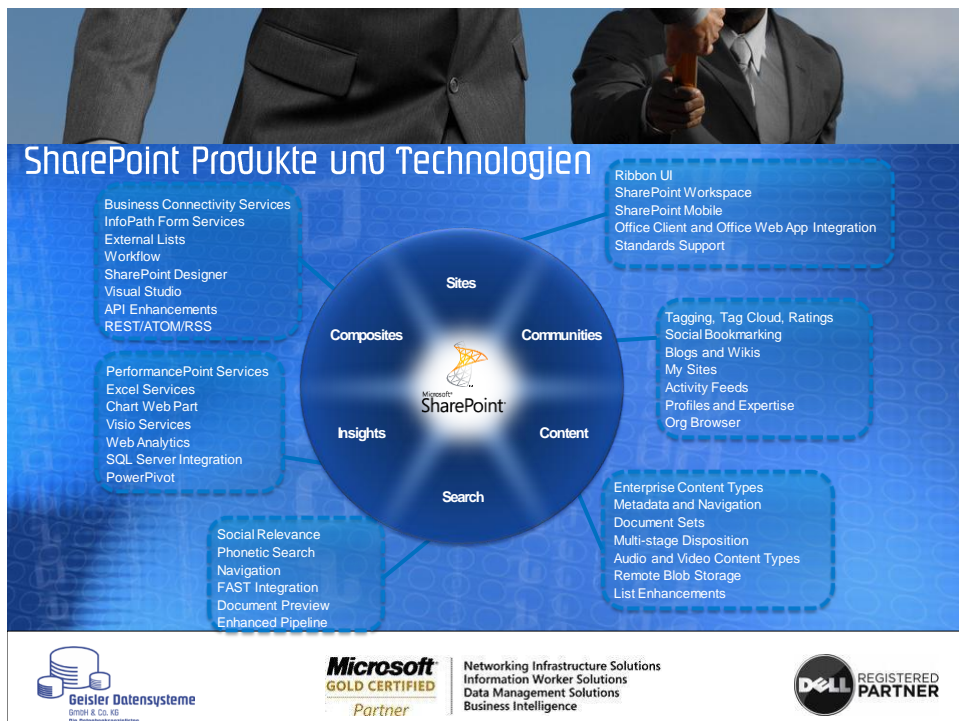 SharePoint Produkte und Technologien
Ribbon UI
SharePoint Workspace
SharePoint Mobile
Office Client and Office Web App Integration
Standards Support
Business Connectivity Services
InfoPath Form Services
External Lists
Workflow
SharePoint Designer
Visual Studio
API Enhancements
REST/ATOM/RSS
Sites
Composites
Communities
Microsoft®
SharePoint
Insights
Content
Search
Tagging, Tag Cloud, Ratings
Social Bookmarking
Blogs and Wikis
My Sites
Activity Feeds
Profiles and Expertise
Org Browser
PerformancePoint Services
Excel Services
Chart Web Part
Visio Services
Web Analytics
SQL Server Integration
PowerPivot
Enterprise Content Types
Metadata and Navigation
Document Sets
Multi-stage Disposition
Audio and Video Content Types
Remote Blob Storage
List Enhancements
Social Relevance
Phonetic Search
Navigation
FAST Integration
Document Preview
Enhanced Pipeline
Geisler Datensysteme
GmbH & Co. KG
Die Datenbankspezialisten
Microsoft
GOLD CERTIFIED
Partner
Networking Infrastructure Solutions
Information Worker Solutions
Data Management Solutions
Business Intelligence
DELL
REGISTERED
PARTNER